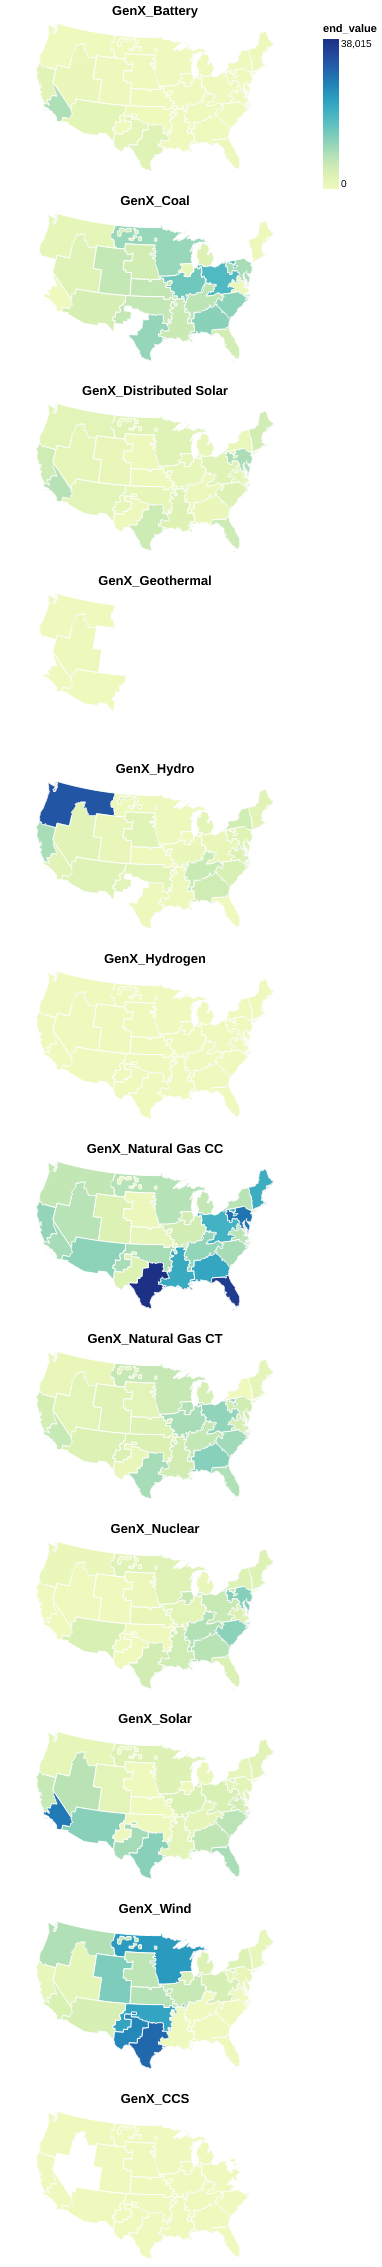 GenX_Battery
end_value
38,015
0
GenX_Coal
GenX_Distributed Solar
GenX_Geothermal
GenX_Hydro
GenX_Hydrogen
GenX_Natural Gas CC
GenX_Natural Gas CT
GenX_Nuclear
GenX_Solar
GenX_Wind
GenX_CCS